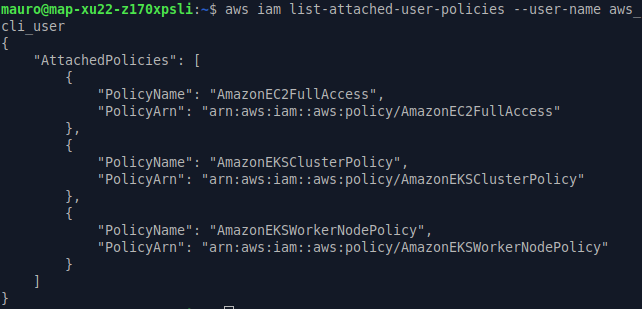 mauro@map-xu22-z170xpsli:~$ aws iam list-attached-user-policies --user-name aws_
cli_user
{
    "AttachedPolicies": [
        {
            "PolicyName": "AmazonEC2FullAccess",
            "PolicyArn": "arn:aws:iam::aws:policy/AmazonEC2FullAccess"
        },
        {
            "PolicyName": "AmazonEKSClusterPolicy",
            "PolicyArn": "arn:aws:iam::aws:policy/AmazonEKSClusterPolicy"
        },
        {
            "PolicyName": "AmazonEKSWorkerNodePolicy",
            "PolicyArn": "arn:aws:iam::aws:policy/AmazonEKSWorkerNodePolicy"
        }
    ]
}